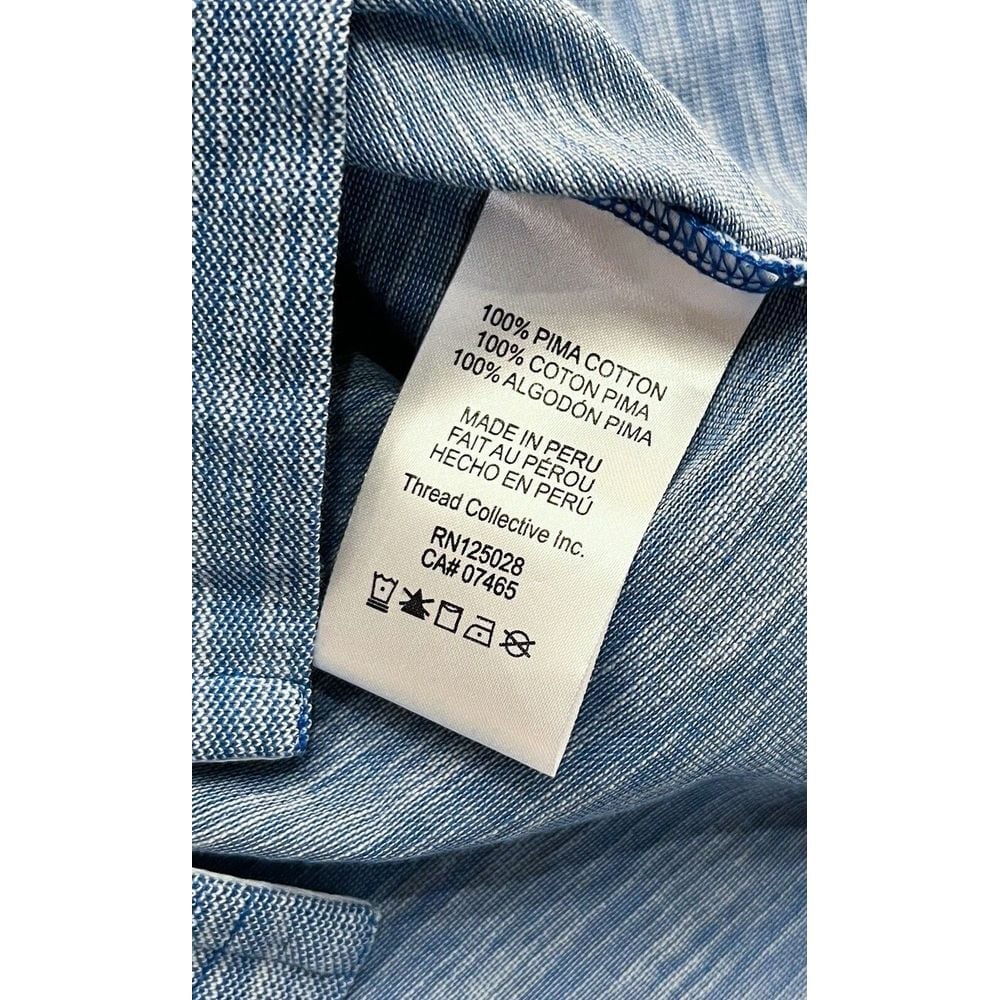 100% PIMA COTTON
100% COTON PIMA
100% ALGODÓN PIMA
MADE IN PERU
FAIT AU PÉROU
HECHO EN PERÚ
Thread Collective Inc.
RN125028
CA# 07465